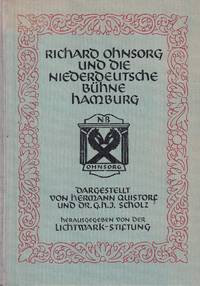 RICHARD OHNSORG
UND DIE
NIEDERDEUTSCHE
BÜHNE
HAMBURG
NB
OHNSORG
DARGESTELLT
VON HERMANN QUISTORF
UND DR. G.H.J. SCHOLZ
HERAUSGEGEBEN VON DER
LICHTWARK-STIFTUNG